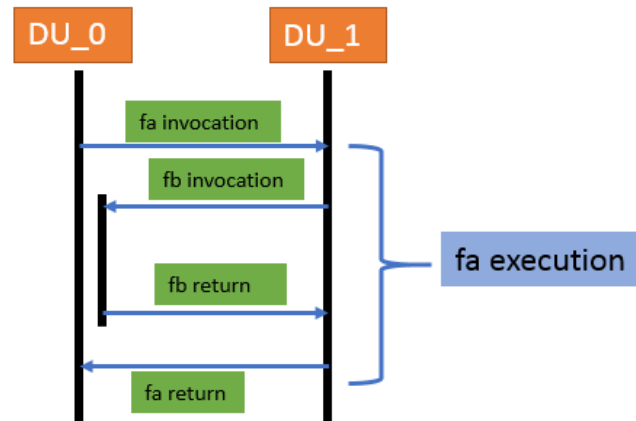 DU_0
DU_1
fa invocation
fb invocation
fa execution
fb return
fa return